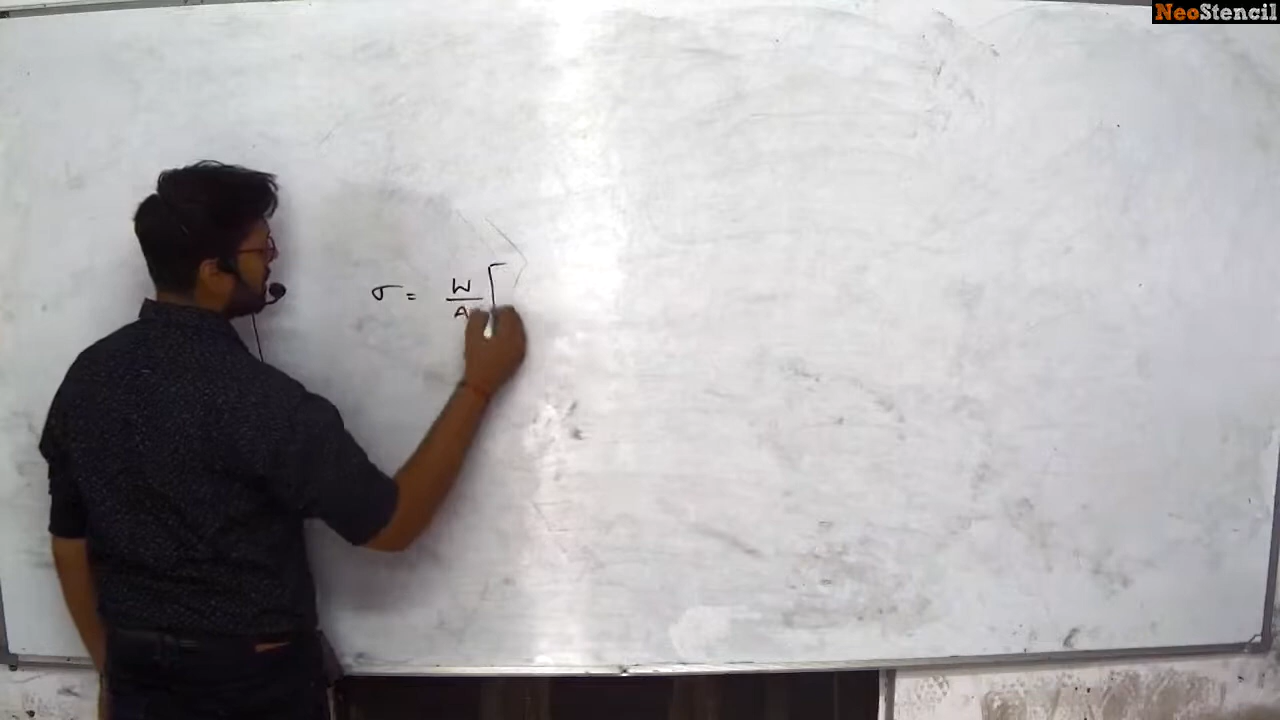 NeoStencil
σ = W/A [